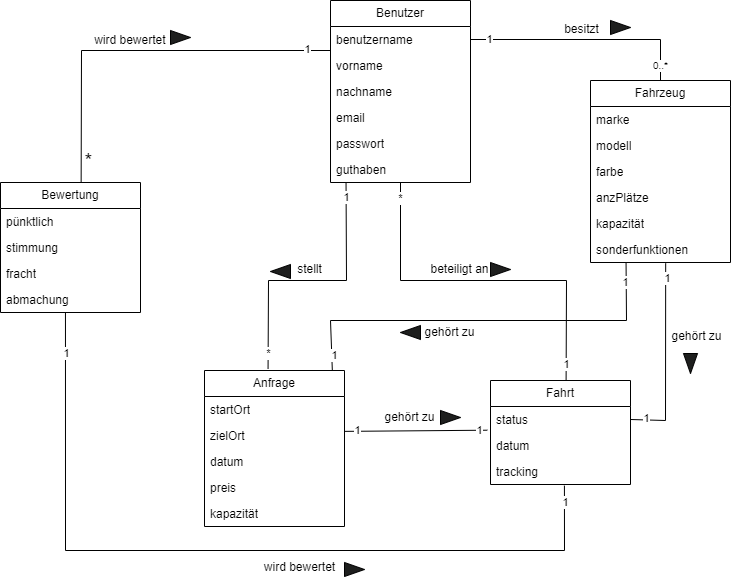 Benutzer
benutzername
vorname
nachname
email
passwort
guthaben
wird bewertet
1
*
1
besitzt
0..*
Fahrzeug
marke
modell
farbe
anzPlätze
kapazität
sonderfunktionen
Bewertung
pünktlich
stimmung
fracht
abmachung
1
*
stellt
beteiligt an
1
1
gehört zu
gehört zu
*
1
1
1
Anfrage
startOrt
zielOrt
datum
preis
kapazität
gehört zu
1
1
Fahrt
status
datum
tracking
1
1
1
wird bewertet